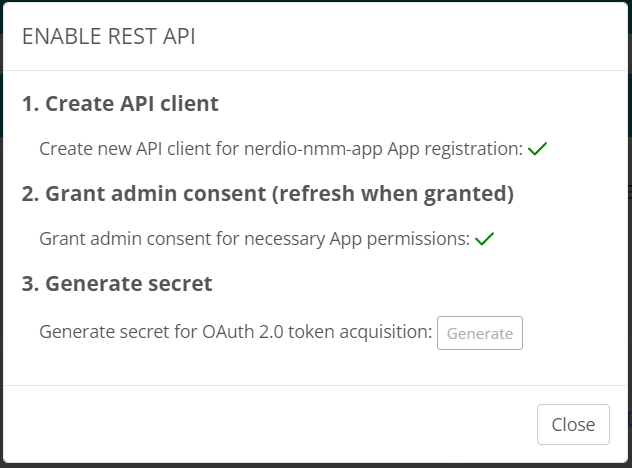 ENABLE REST API
1. Create API client
Create new API client for nerdio-nmm-app App registration:
2. Grant admin consent (refresh when granted)
Grant admin consent for necessary App permissions:
3. Generate secret
Generate secret for OAuth 2.0 token acquisition: Generate
Close